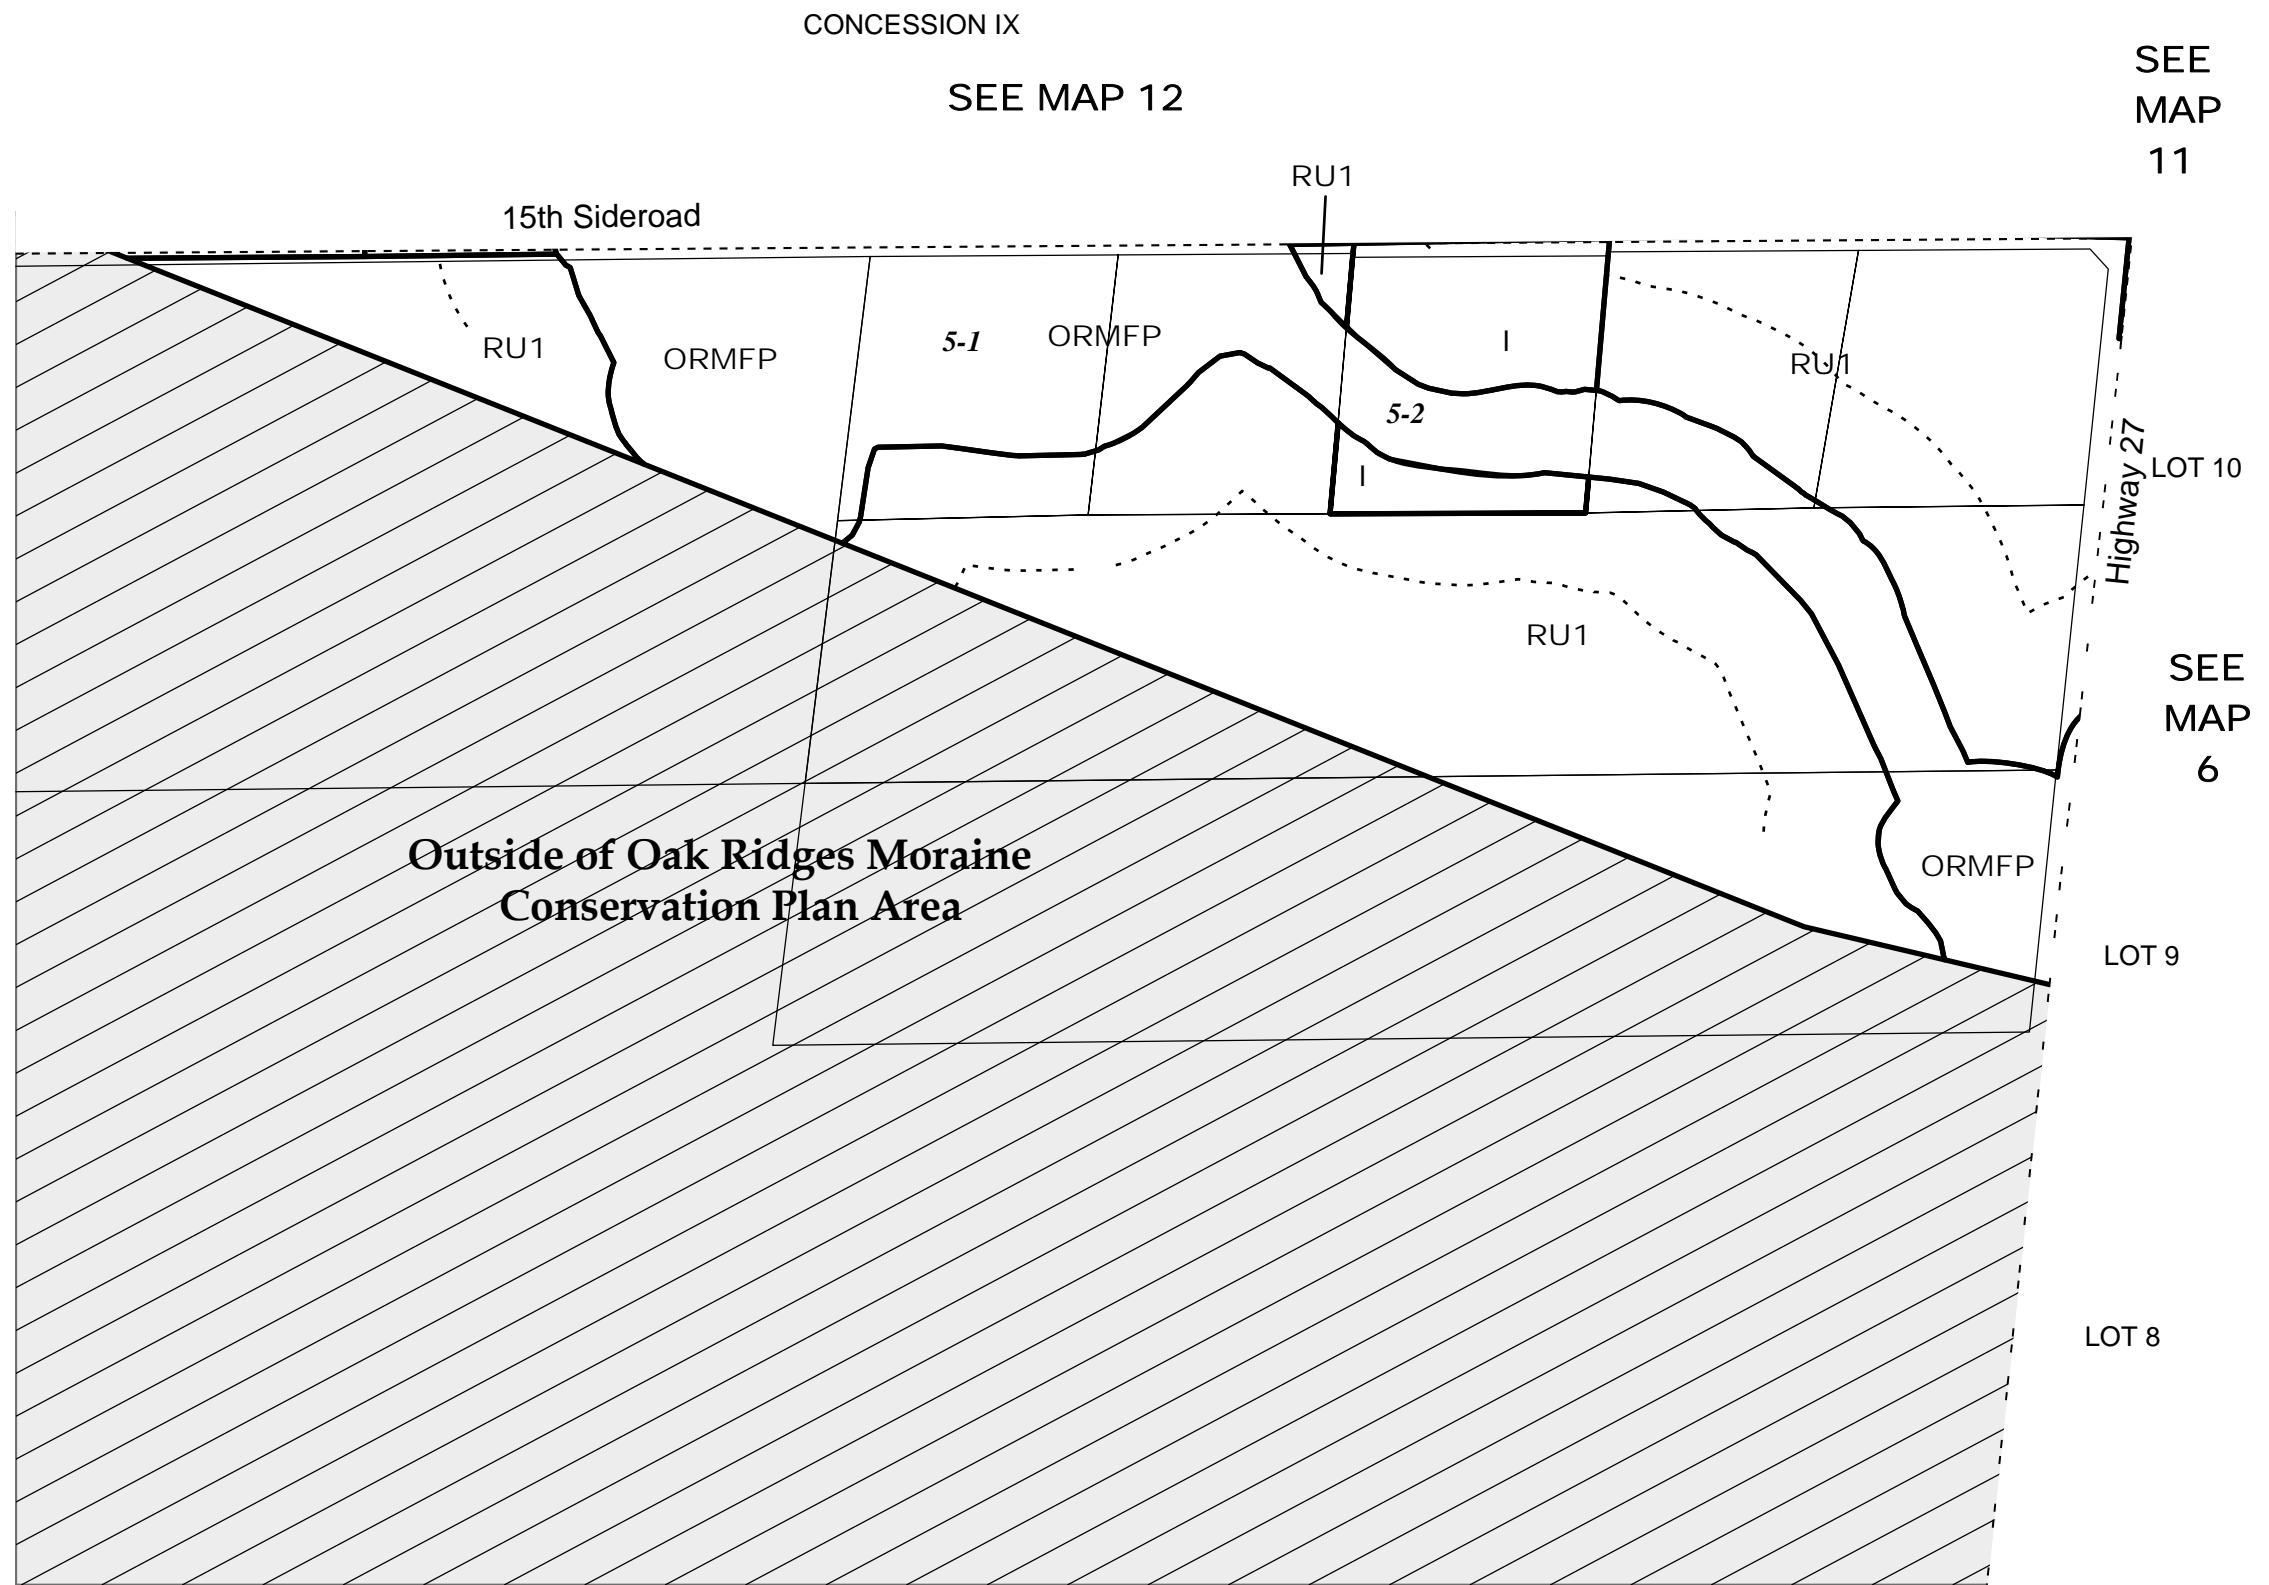 CONCESSION IX
SEE
MAP
11
SEE MAP 12
RU1
15th Sideroad
RU1
ORMFP
5-1
ORMFP
I
RU1
5-2
I
Highway 27
LOT 10
RU1
SEE
MAP
6
Outside of Oak Ridges Moraine
Conservation Plan Area
ORMFP
LOT 9
LOT 8